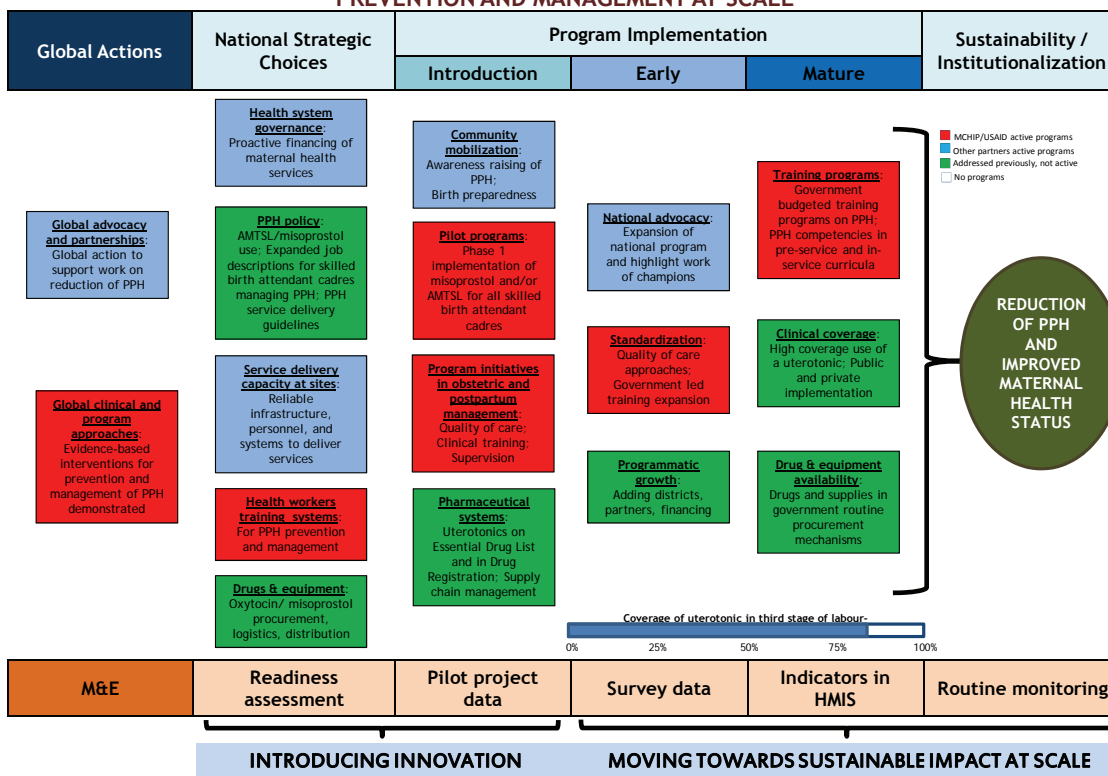 PREVENTION AND MANAGEMENT AT SCALE
Global Actions
National Strategic
Choices
Program Implementation
Introduction
Early
Mature
Sustainability /
Institutionalization
Global advocacy
and partnerships:
Global action to
support work on
reduction of PPH
Global clinical and
program
approaches:
Evidence-based
interventions for
prevention and
management of PPH
demonstrated
Health system
governance:
Proactive financing of
maternal health
services
PPH policy:
AMTSL/misoprostol
use; Expanded job
descriptions for skilled
birth attendant cadres
managing PPH; PPH
service delivery
guidelines
Service delivery
capacity at sites:
Reliable
infrastructure,
personnel, and
systems to deliver
services
Health workers
training systems:
For PPH prevention
and management
Drugs & equipment:
Oxytocin/ misoprostol
procurement,
logistics, distribution
Community
mobilization:
Awareness raising of
PPH;
Birth preparedness
Pilot programs:
Phase 1
implementation of
misoprostol and/or
AMTSL for all skilled
birth attendant
cadres
Program initiatives
in obstetric and
postpartum
management:
Quality of care;
Clinical training;
Supervision
Pharmaceutical
systems:
Uterotonics on
Essential Drug List
and in Drug
Registration; Supply
chain management
National advocacy:
Expansion of
national program
and highlight work
of champions
Standardization:
Quality of care
approaches;
Government led
training expansion
Programmatic
growth:
Adding districts,
partners, financing
Training programs:
Government
budgeted training
programs on PPH;
PPH competencies in
pre-service and in-
service curricula
Clinical coverage:
High coverage use of
a uterotonic; Public
and private
implementation
Drug & equipment
availability:
Drugs and supplies in
government routine
procurement
mechanisms
MCHIP/USAID active programs
Other partners active programs
Addressed previously, not active
No programs
REDUCTION
OF PPH
AND
IMPROVED
MATERNAL
HEALTH
STATUS
Coverage of uterotonic in third stage of labour-
0% 25% 50% 75% 100%
M&E
Readiness
assessment
Pilot project
data
Survey data
Indicators in
HMIS
Routine monitoring
INTRODUCING INNOVATION
MOVING TOWARDS SUSTAINABLE IMPACT AT SCALE